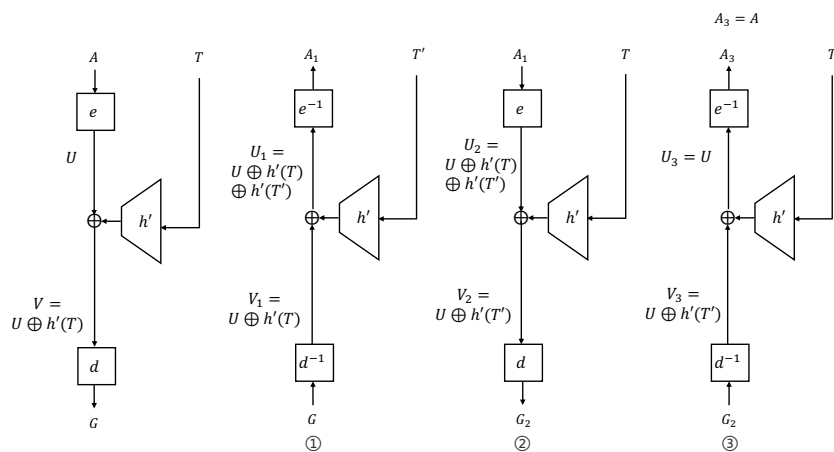 A
T
e
U
h′
V =
U ⊕ h′(T)
d
G
A₁
T′
e⁻¹
U₁ =
U ⊕ h′(T)
⊕ h′(T′)
h′
V₁ =
U ⊕ h′(T)
d⁻¹
G
①
A₁
T
e
U₂ =
U ⊕ h′(T)
⊕ h′(T′)
h′
V₂ =
U ⊕ h′(T′)
d
G₂
②
A₃ = A
A₃
T
e⁻¹
U₃ = U
h′
V₃ =
U ⊕ h′(T′)
d⁻¹
G₂
③